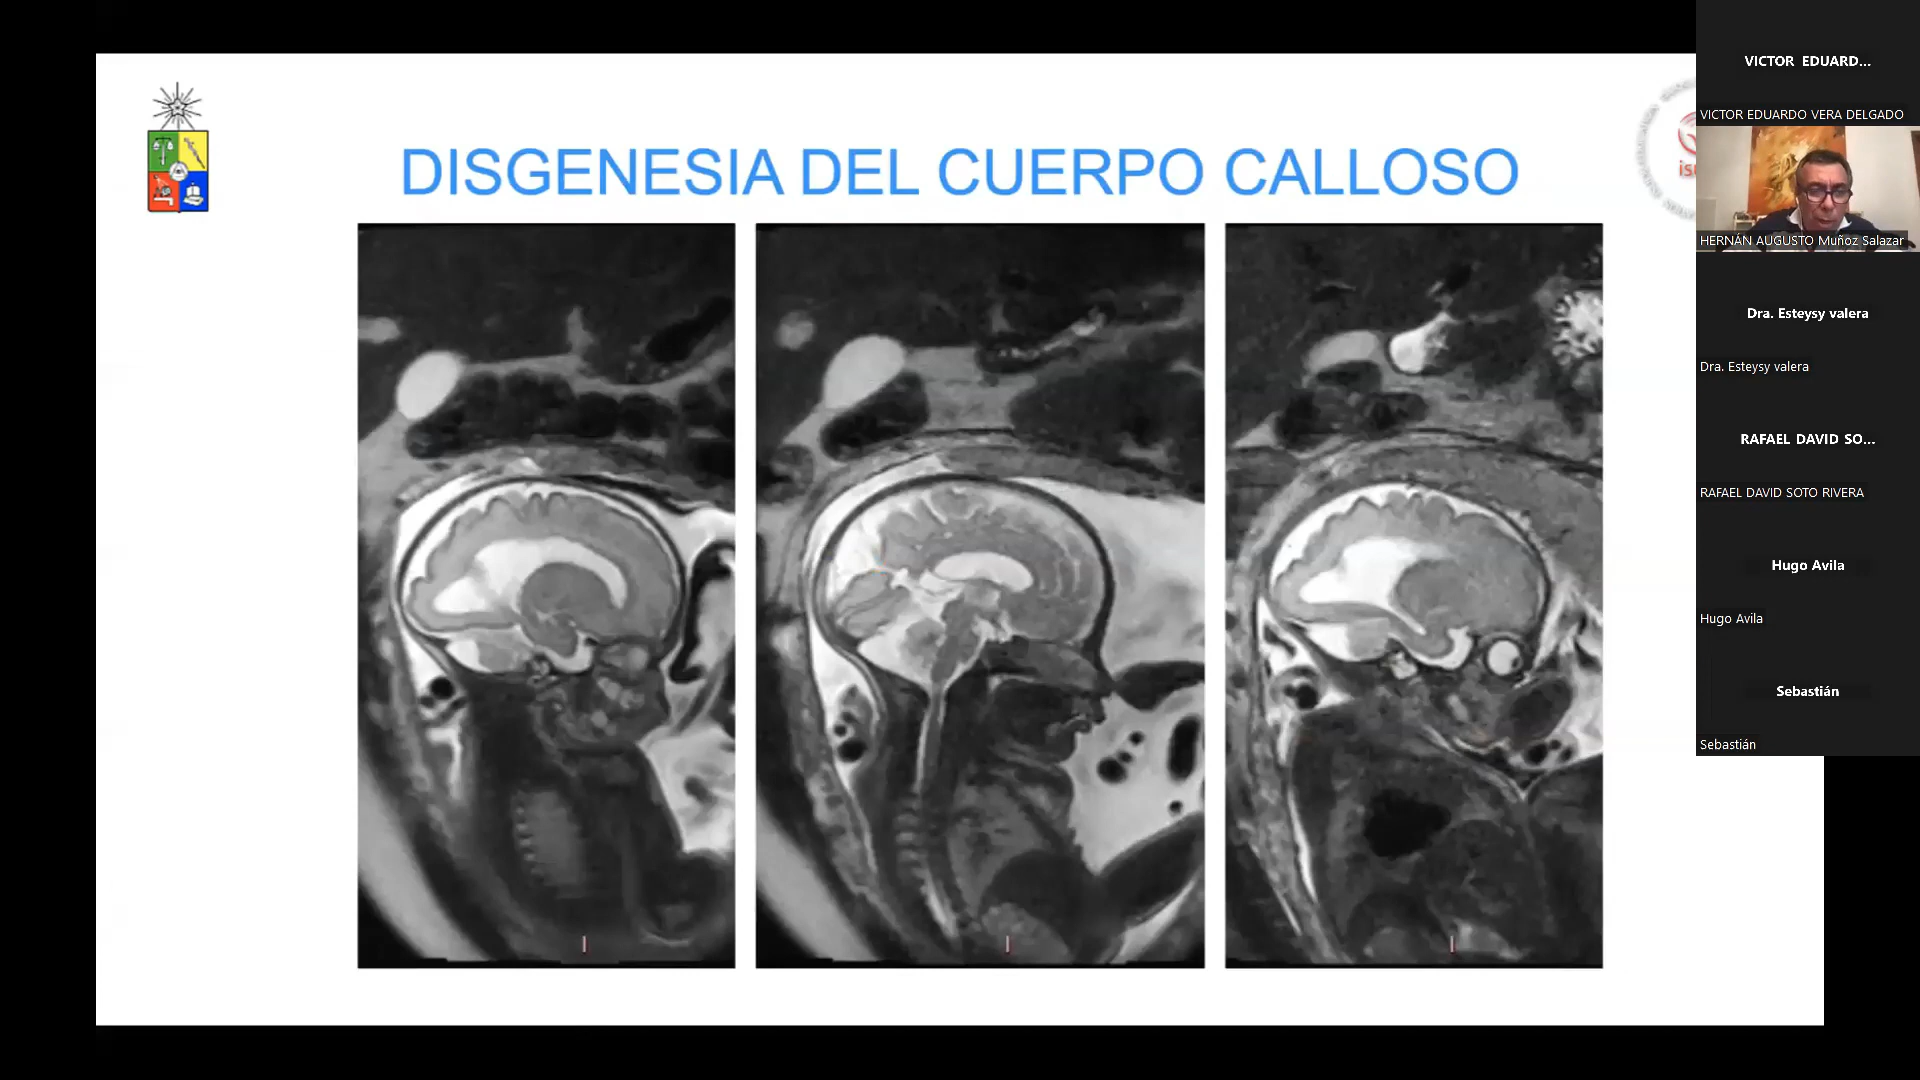 DISGENESIA DEL CUERPO CALLOSO
VICTOR EDUARD...
VICTOR EDUARDO VERA DELGADO
HERNÁN AUGUSTO Muñoz Salazar
Dra. Esteysy valera
Dra. Esteysy valera
RAFAEL DAVID SO...
RAFAEL DAVID SOTO RIVERA
Hugo Avila
Hugo Avila
Sebastián
Sebastián